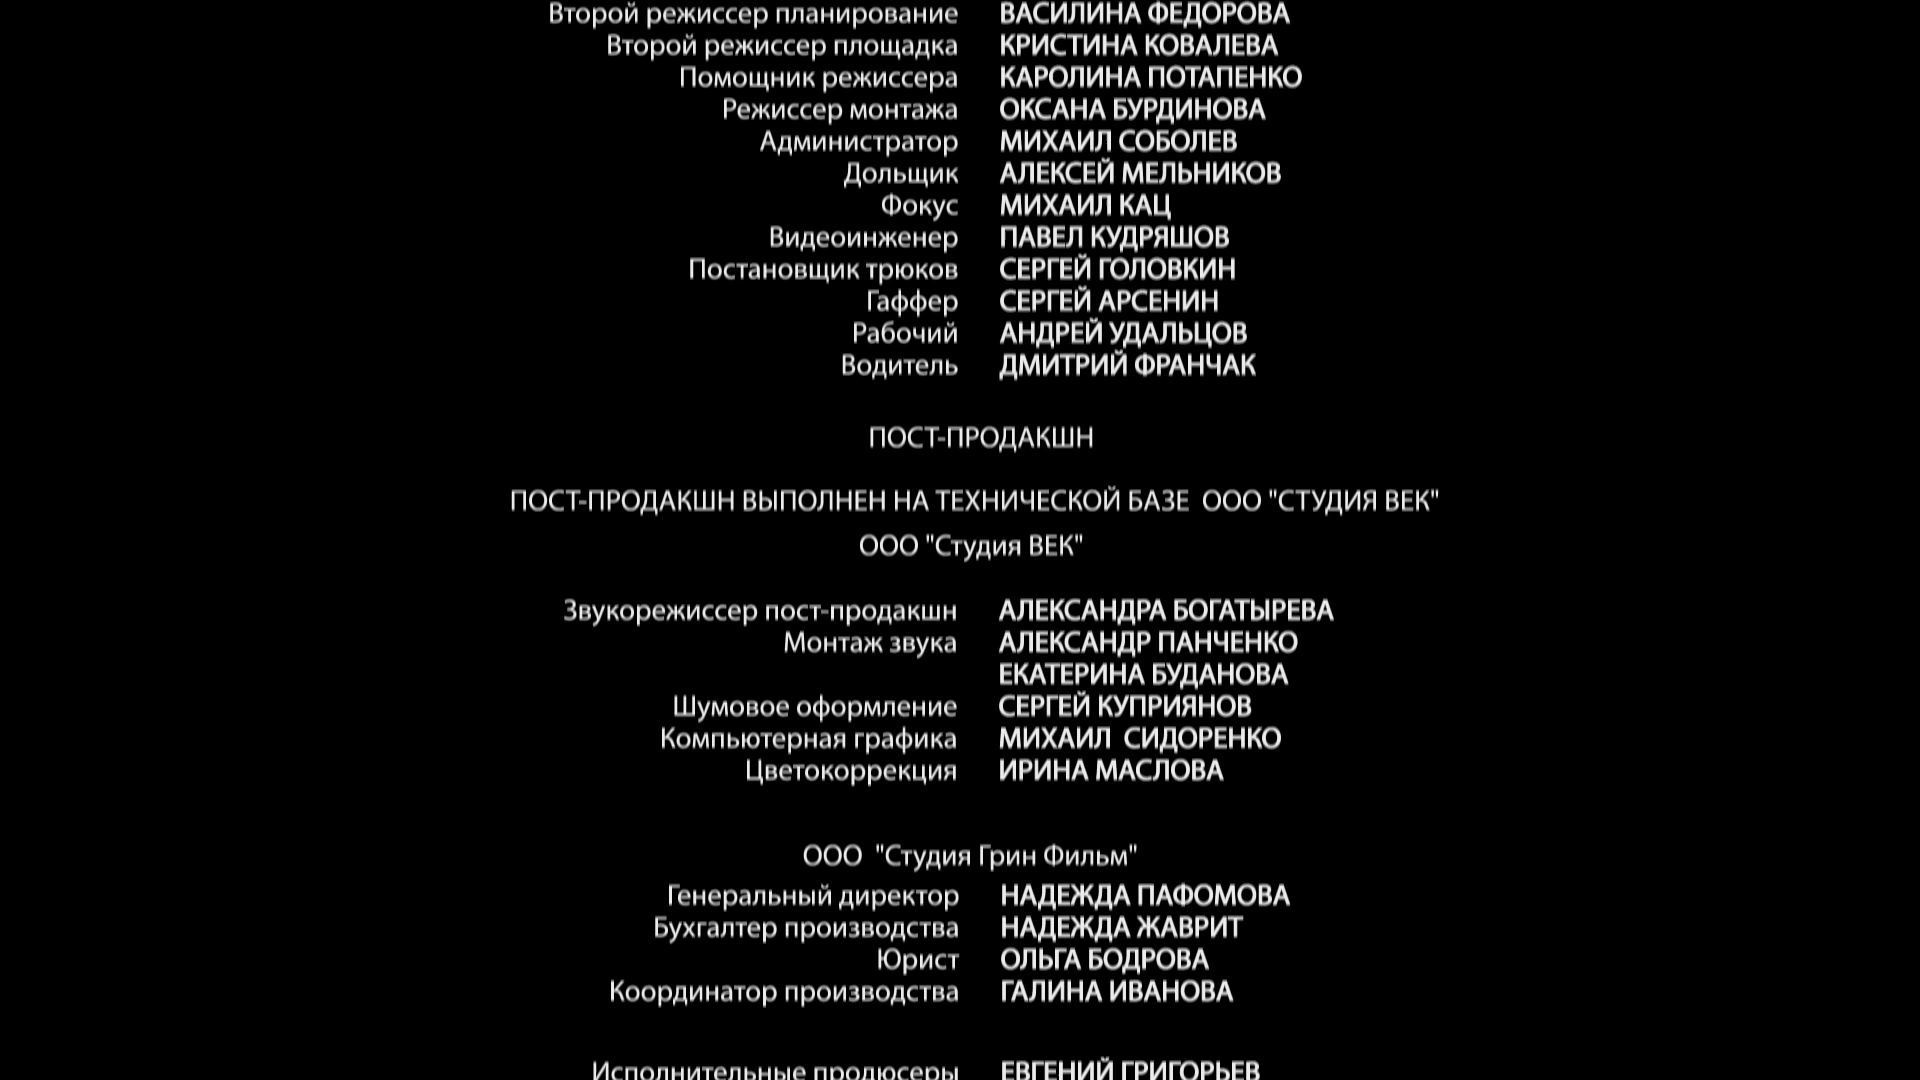 Второй режиссер планирование ВАСИЛИНА ФЕДОРОВА
Второй режиссер площадка КРИСТИНА КОВАЛЕВА
Помощник режиссера КАРОЛИНА ПОТАПЕНКО
Режиссер монтажа ОКСАНА БУРДИНОВА
Администратор МИХАИЛ СОБОЛЕВ
Дольщик АЛЕКСЕЙ МЕЛЬНИКОВ
Фокус МИХАИЛ КАЦ
Видеоинженер ПАВЕЛ КУДРЯШОВ
Постановщик трюков СЕРГЕЙ ГОЛОВКИН
Гаффер СЕРГЕЙ АРСЕНИН
Рабочий АНДРЕЙ УДАЛЬЦОВ
Водитель ДМИТРИЙ ФРАНЧАК
ПОСТ-ПРОДАКШН
ПОСТ-ПРОДАКШН ВЫПОЛНЕН НА ТЕХНИЧЕСКОЙ БАЗЕ ООО "СТУДИЯ ВЕК"
ООО "Студия ВЕК"
Звукорежиссер пост-продакшн АЛЕКСАНДРА БОГАТЫРЕВА
Монтаж звука АЛЕКСАНДР ПАНЧЕНКО
ЕКАТЕРИНА БУДАНОВА
Шумовое оформление СЕРГЕЙ КУПРИЯНОВ
Компьютерная графика МИХАИЛ СИДОРЕНКО
Цветокоррекция ИРИНА МАСЛОВА
ООО "Студия Грин Фильм"
Генеральный директор НАДЕЖДА ПАФОМОВА
Бухгалтер производства НАДЕЖДА ЖАВРИТ
Юрист ОЛЬГА БОДРОВА
Координатор производства ГАЛИНА ИВАНОВА
Исполнительные продюсеры ЕВГЕНИЙ ГРИГОРЬЕВ